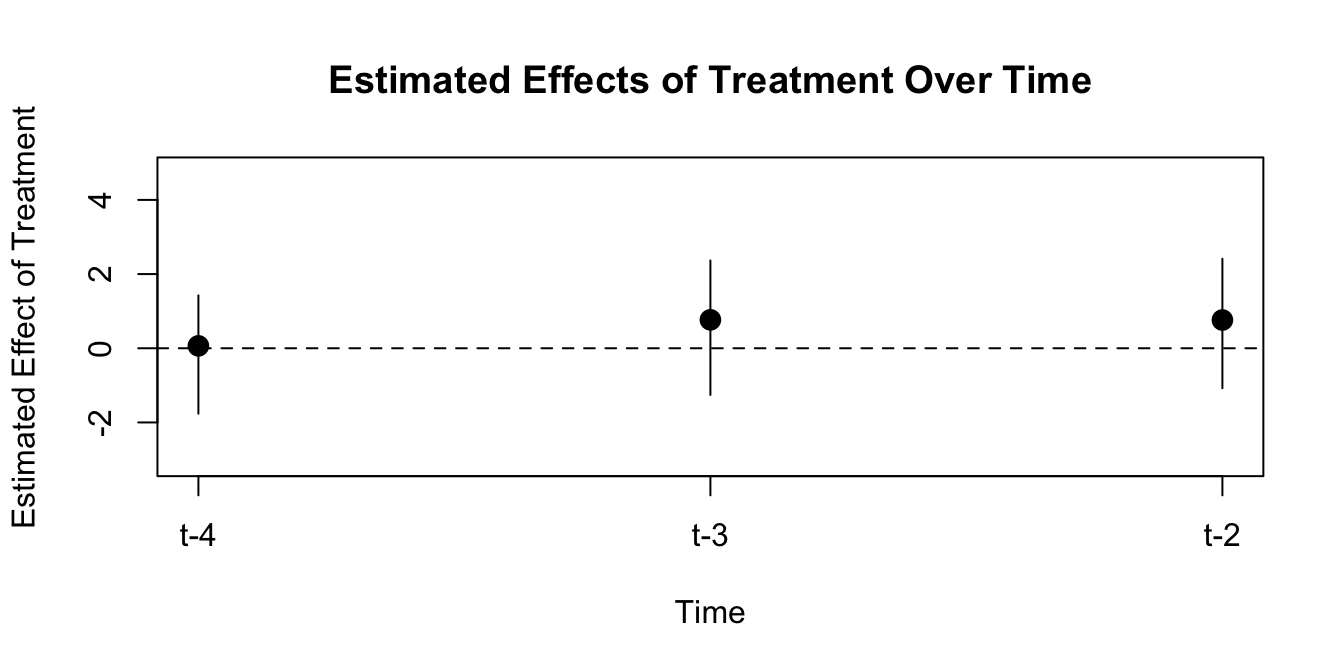 Estimated Effects of Treatment Over Time
Estimated Effect of Treatment
4
2
0
-2
t-4
t-3
t-2
Time